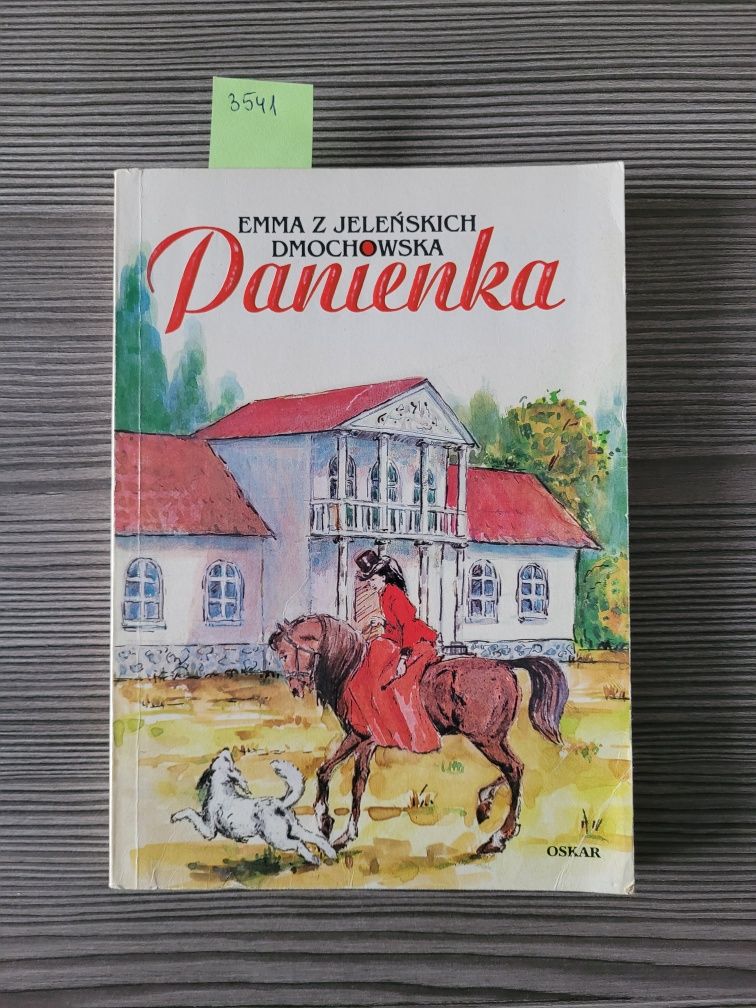 3541
EMMA Z JELEŃSKICH
DMOCHOWSKA
Panienka
OSKAR